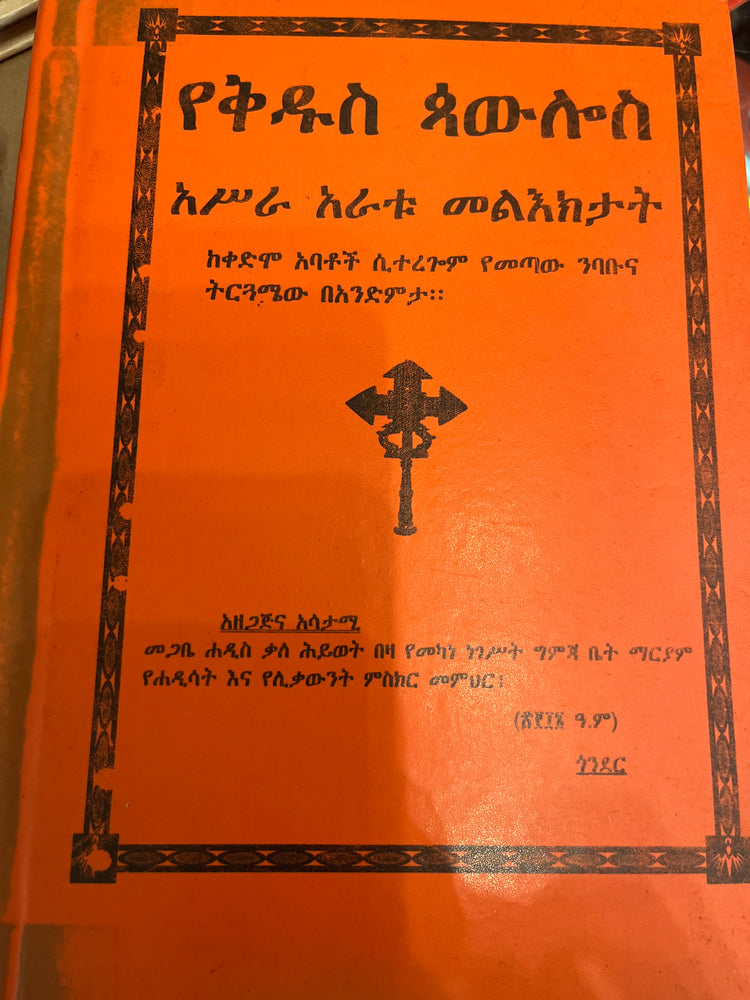 የቅዱስ ጳውሎስ
አሥራ አራቱ መልእክታት
ከቀድሞ አባቶች ሲተረጎም የመጣው ንባቡና
ትርጓሜው በአንድምታ።
አዘጋጅና አሳታሚ
መጋቤ ሐዲስ ቃለ ሕይወት በዛ የመካነ ነገሥት ግምጃ ቤት ማርያም
የሐዲሳት እና የሊቃውንት ምስክር መምህር፤
ዓ.ም)
ጎንደር